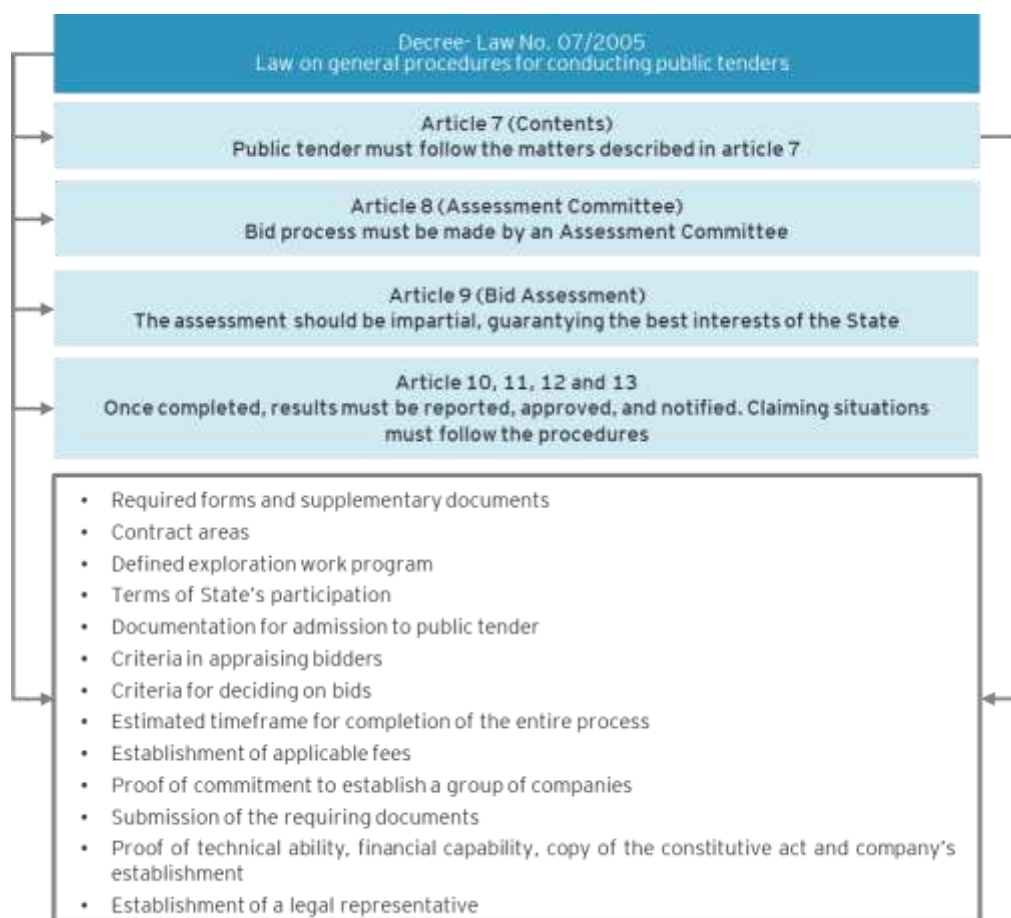 Decree- Law No. 07/2005
Law on general procedures for conducting public tenders
Article 7 (Contents)
Public tender must follow the matters described in article 7
Article 8 (Assessment Committee)
Bid process must be made by an Assessment Committee
Article 9 (Bid Assessment)
The assessment should be impartial, guarantying the best interests of the State
Article 10, 11, 12 and 13
Once completed, results must be reported, approved, and notified. Claiming situations
must follow the procedures
• Required forms and supplementary documents
• Contract areas
• Defined exploration work program
• Terms of State's participation
• Documentation for admission to public tender
• Criteria in appraising bidders
• Criteria for deciding on bids
• Estimated timeframe for completion of the entire process
• Establishment of applicable fees
• Proof of commitment to establish a group of companies
• Submission of the requiring documents
• Proof of technical ability, financial capability, copy of the constitutive act and company's
establishment
• Establishment of a legal representative